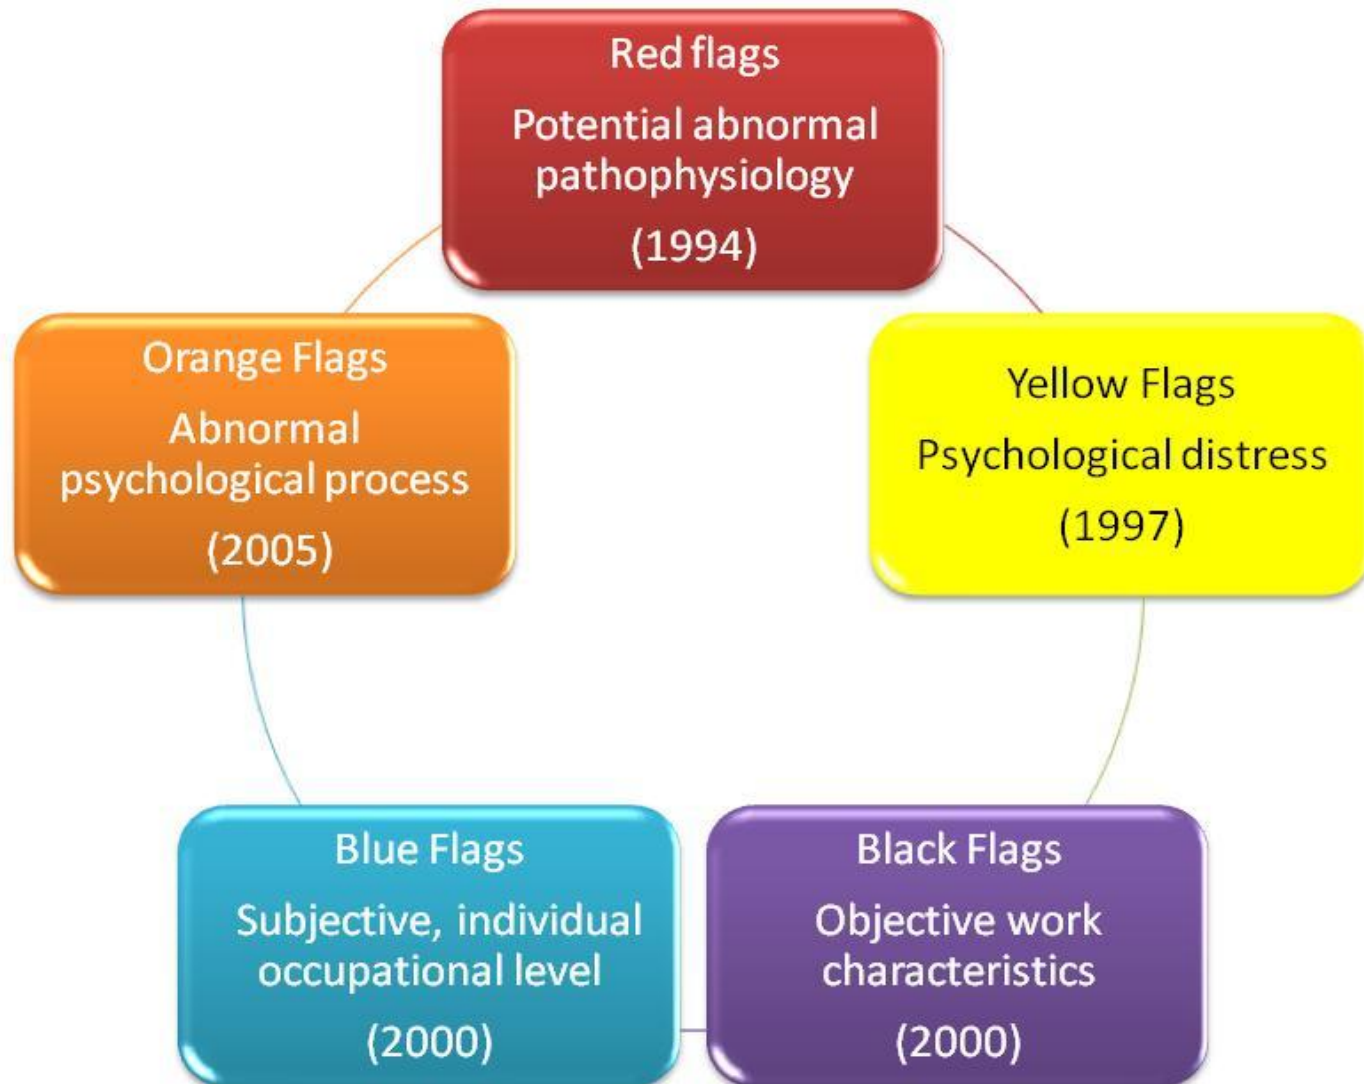 Red flags
Potential abnormal
pathophysiology
(1994)
Yellow Flags
Psychological distress
(1997)
Black Flags
Objective work
characteristics
(2000)
Blue Flags
Subjective, individual
occupational level
(2000)
Orange Flags
Abnormal
psychological process
(2005)